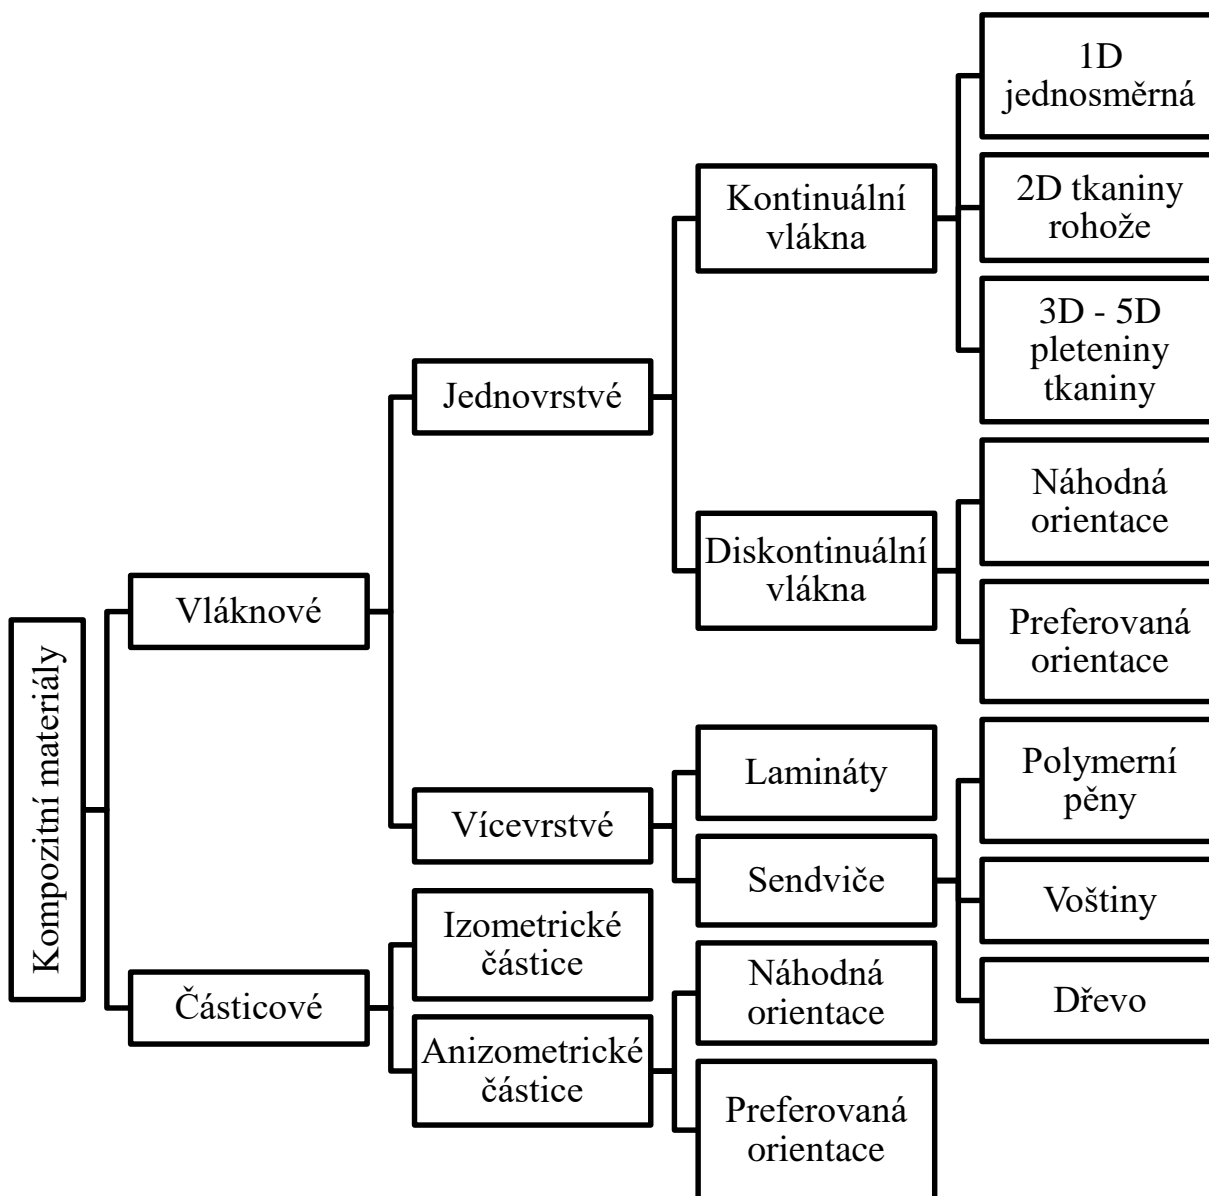 Kompozitní materiály
Vláknové
Částicové
Jednovrstvé
Vícevrstvé
Izometrické
částice
Anizometrické
částice
Kontinuální
vlákna
Diskontinuální
vlákna
Lamináty
Sendviče
Náhodná
orientace
Preferovaná
orientace
1D
jednosměrná
2D tkaniny
rohože
3D - 5D
pleteniny
tkaniny
Náhodná
orientace
Preferovaná
orientace
Polymerní
pěny
Voštiny
Dřevo